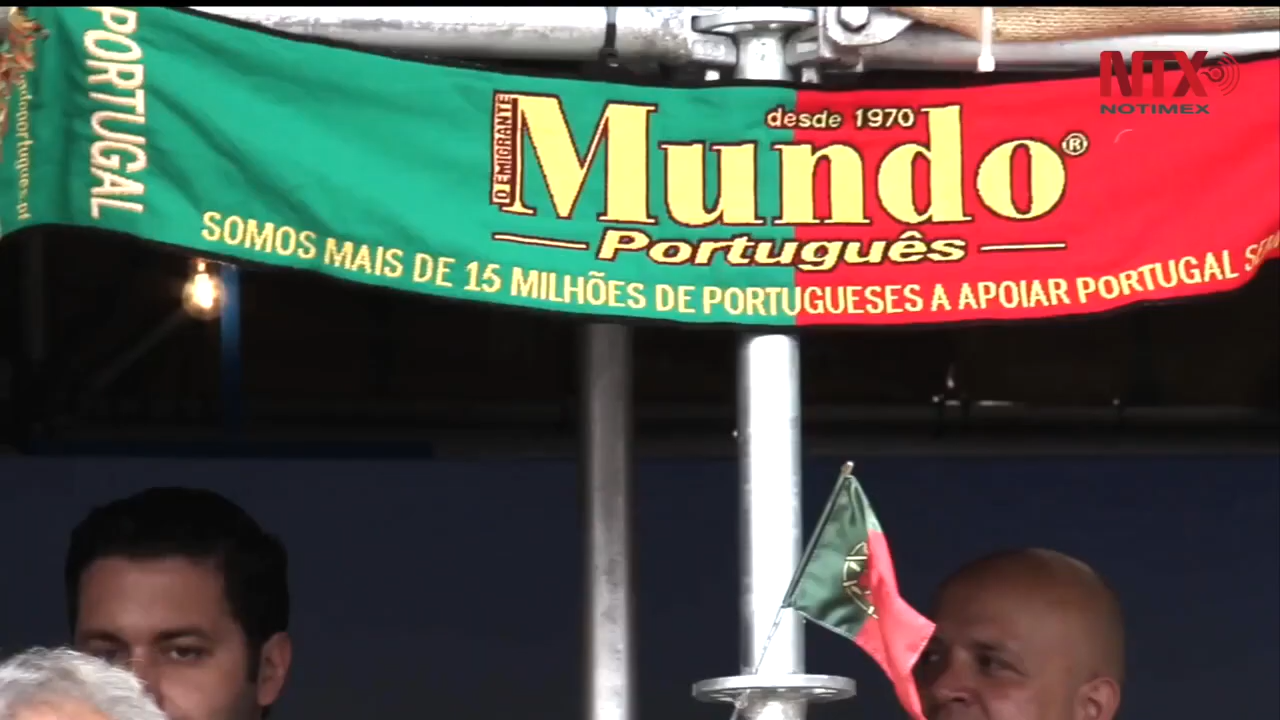 PORTUGAL
O EMIGRANTE
desde 1970
Mundo®
Português
SOMOS MAIS DE 15 MILHÕES DE PORTUGUESES A APOIAR PORTUGAL
NTX
NOTIMEX